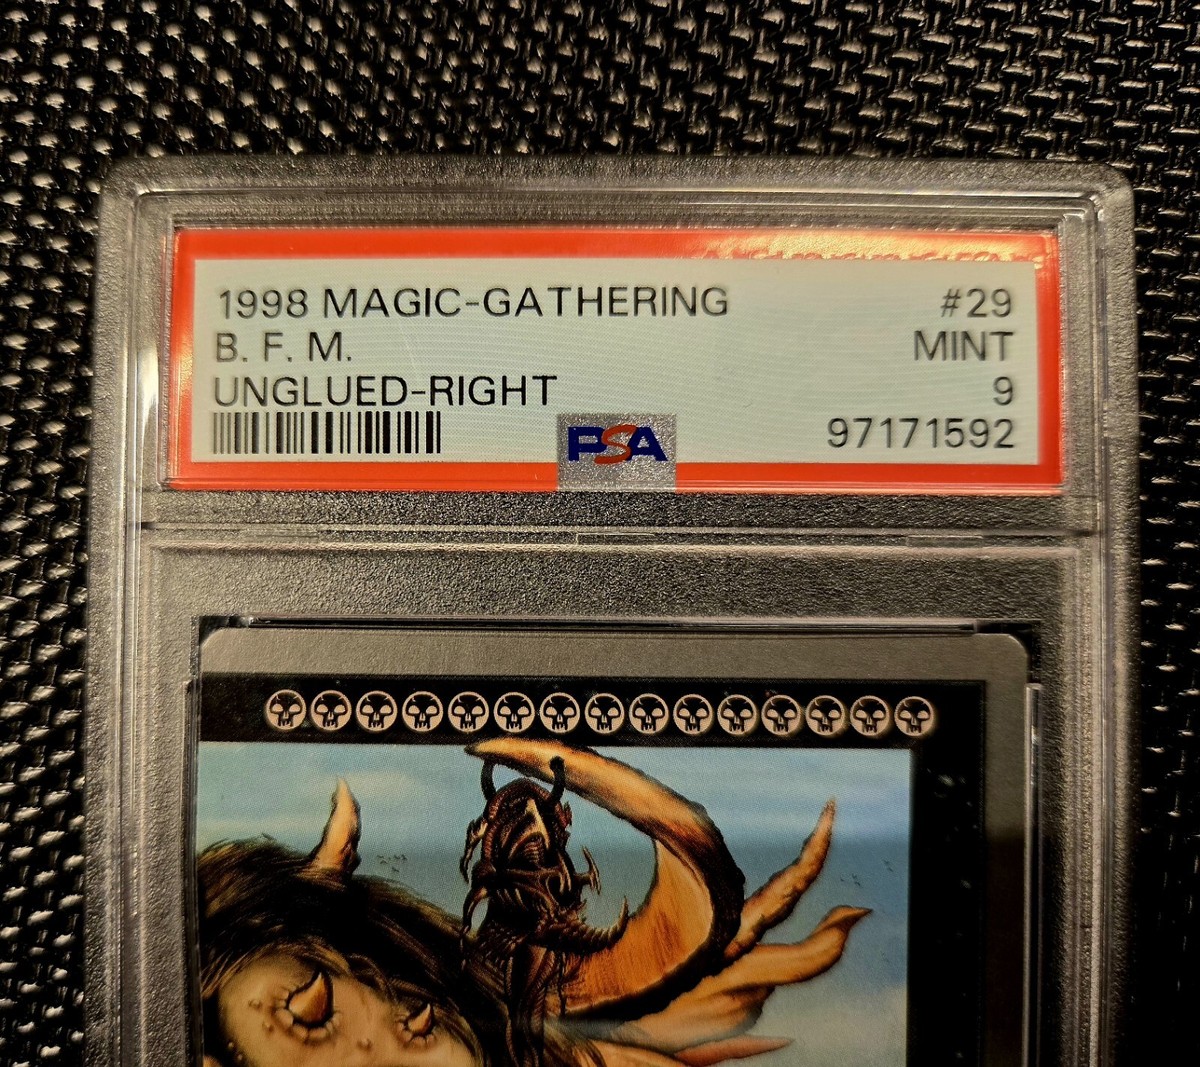 1998 MAGIC-GATHERING #29
B. F. M. MINT
UNGLUED-RIGHT 9
PSA 97171592